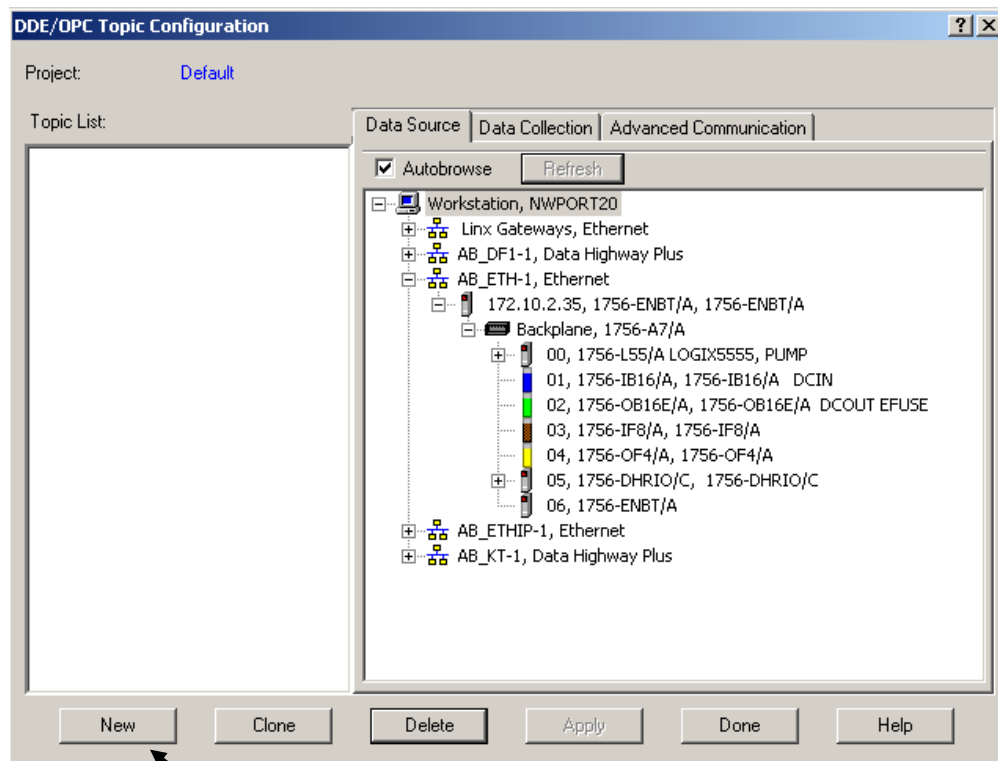 DDE/OPC Topic Configuration
Project: Default
Topic List:
Data Source Data Collection Advanced Communication
Autobrowse Refresh
Workstation, NWPORT20
Linx Gateways, Ethernet
AB_DF1-1, Data Highway Plus
AB_ETH-1, Ethernet
172.10.2.35, 1756-ENBT/A, 1756-ENBT/A
Backplane, 1756-A7/A
00, 1756-L55/A LOGIX5555, PUMP
01, 1756-IB16/A, 1756-IB16/A DCIN
02, 1756-OB16E/A, 1756-OB16E/A DCOUT EFUSE
03, 1756-IF8/A, 1756-IF8/A
04, 1756-OF4/A, 1756-OF4/A
05, 1756-DHRIO/C, 1756-DHRIO/C
06, 1756-ENBT/A
AB_ETHIP-1, Ethernet
AB_KT-1, Data Highway Plus
New Clone Delete Apply Done Help